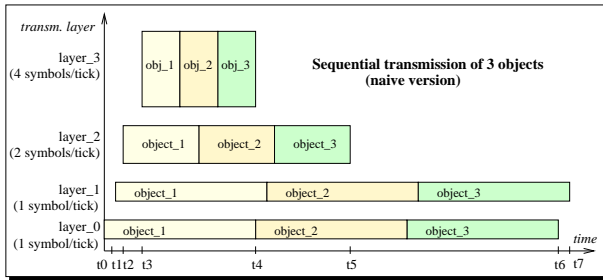 transm. layer
Sequential transmission of 3 objects
(naive version)
layer_3
(4 symbols/tick)
obj_1
obj_2
obj_3
layer_2
(2 symbols/tick)
object_1
object_2
object_3
layer_1
(1 symbol/tick)
object_1
object_2
object_3
layer_0
(1 symbol/tick)
object_1
object_2
object_3
time
t0
t1
t2
t3
t4
t5
t6
t7